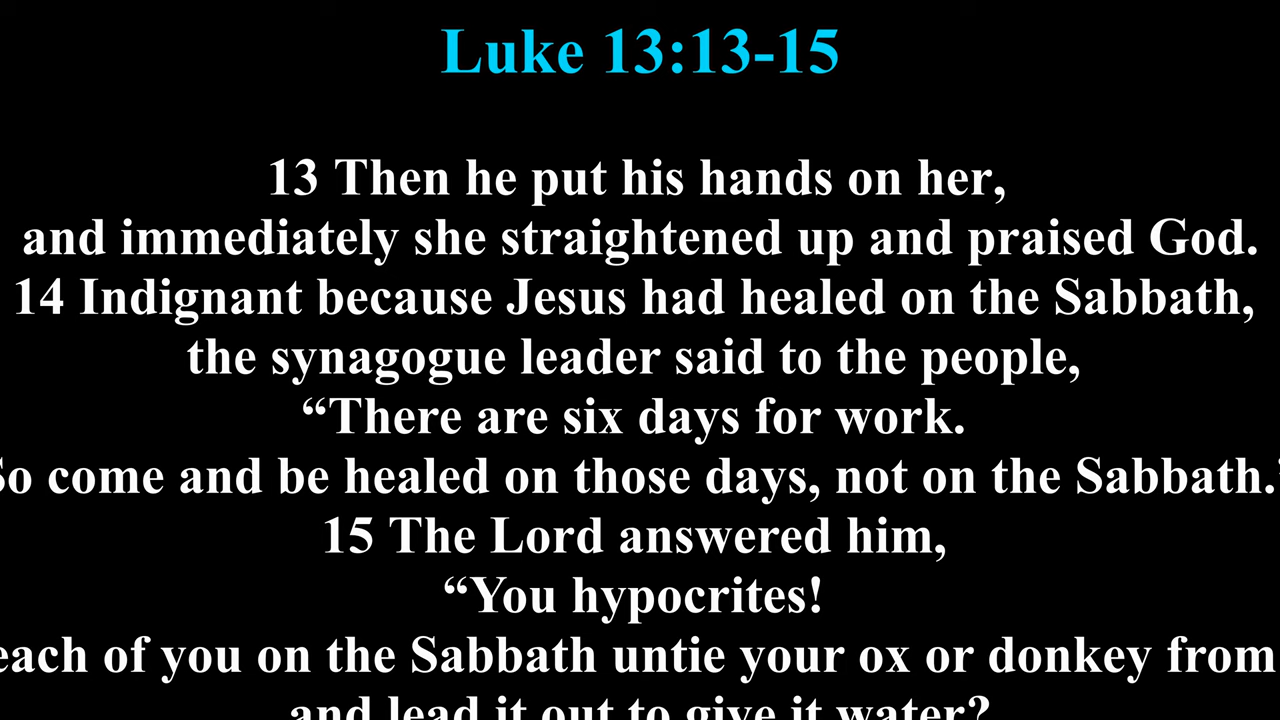 Luke 13:13-15
13 Then he put his hands on her,
and immediately she straightened up and praised God.
14 Indignant because Jesus had healed on the Sabbath,
the synagogue leader said to the people,
“There are six days for work.
So come and be healed on those days, not on the Sabbath.”
15 The Lord answered him,
“You hypocrites!
each of you on the Sabbath untie your ox or donkey from
and lead it out to give it water?